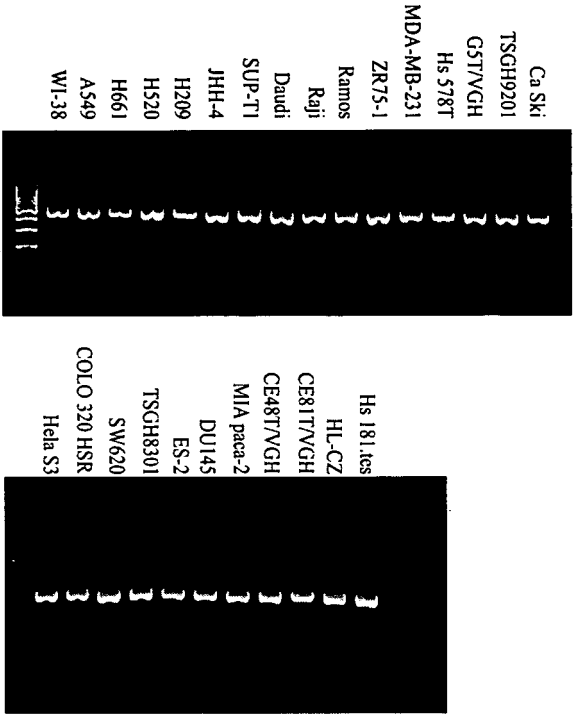 WI-38
A549
H661
H520
H209
JHH-4
SUP-T1
Daudi
Raji
Ramos
ZR75-1
MDA-MB-231
Hs 578T
G5T/VGH
TSGH9201
Ca Ski
Hela S3
COLO 320 HSR
SW620
TSGH8301
ES-2
DU145
MIA paca-2
CE48T/VGH
CE81T/VGH
HL-CZ
Hs 181.tes